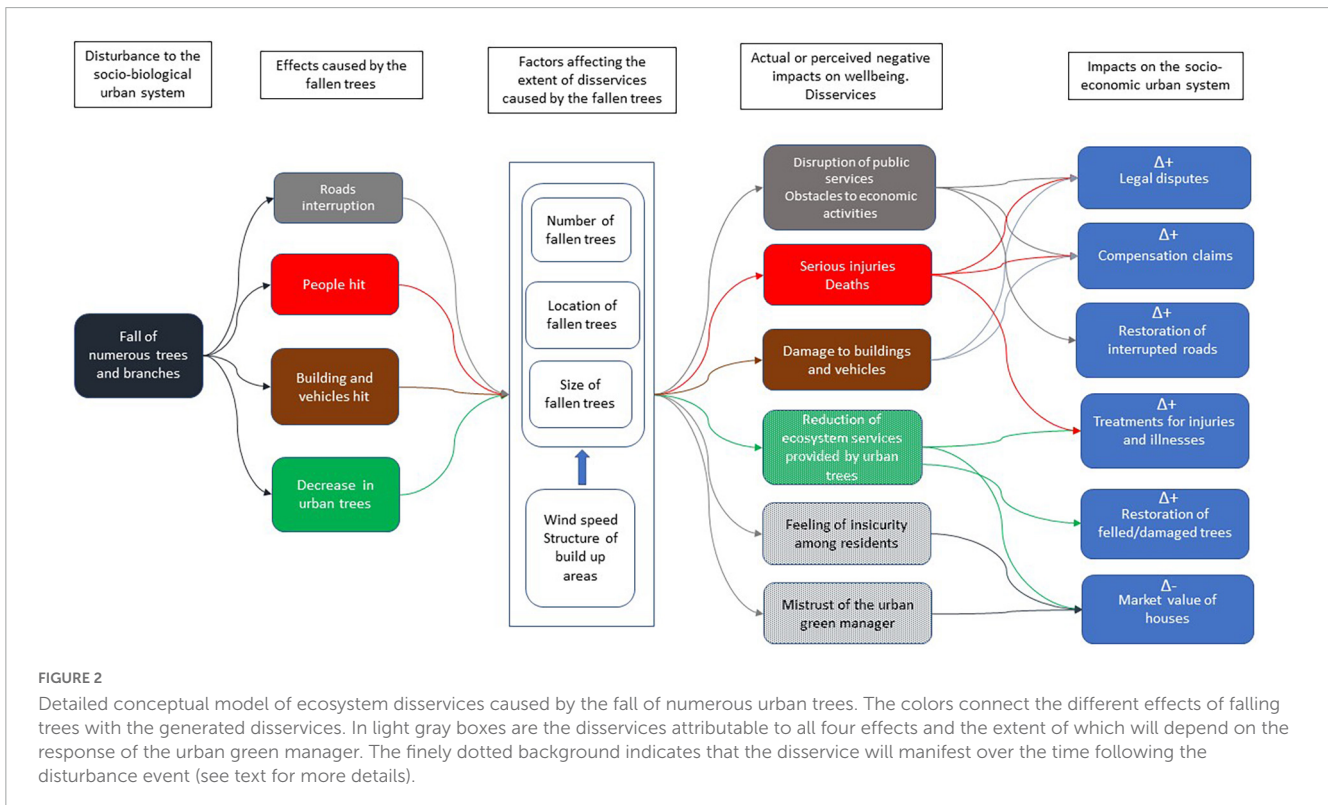 Disturbance to the
socio-biological
urban system
Effects caused by the
fallen trees
Factors affecting the
extent of disservices
caused by the fallen trees
Actual or perceived negative
impacts on wellbeing.
Disservices
Impacts on the socio-
economic urban system
Fall of
numerous trees
and branches
Roads
interruption
People hit
Building and
vehicles hit
Decrease in
urban trees
Number of
fallen trees
Location of
fallen trees
Size of
fallen trees
Wind speed
Structure of
build up
areas
Disruption of public
services
Obstacles to economic
activities
Serious injuries
Deaths
Damage to buildings
and vehicles
Reduction of
ecosystem services
provided by urban
trees
Feeling of insicurity
among residents
Mistrust of the urban
green manager
Δ+
Legal disputes
Δ+
Compensation claims
Δ+
Restoration of
interrupted roads
Δ+
Treatments for injuries
and illnesses
Δ+
Restoration of
felled/damaged trees
Δ-
Market value of
houses
FIGURE 2
Detailed conceptual model of ecosystem disservices caused by the fall of numerous urban trees. The colors connect the different effects of falling
trees with the generated disservices. In light gray boxes are the disservices attributable to all four effects and the extent of which will depend on the
response of the urban green manager. The finely dotted background indicates that the disservice will manifest over the time following the
disturbance event (see text for more details).